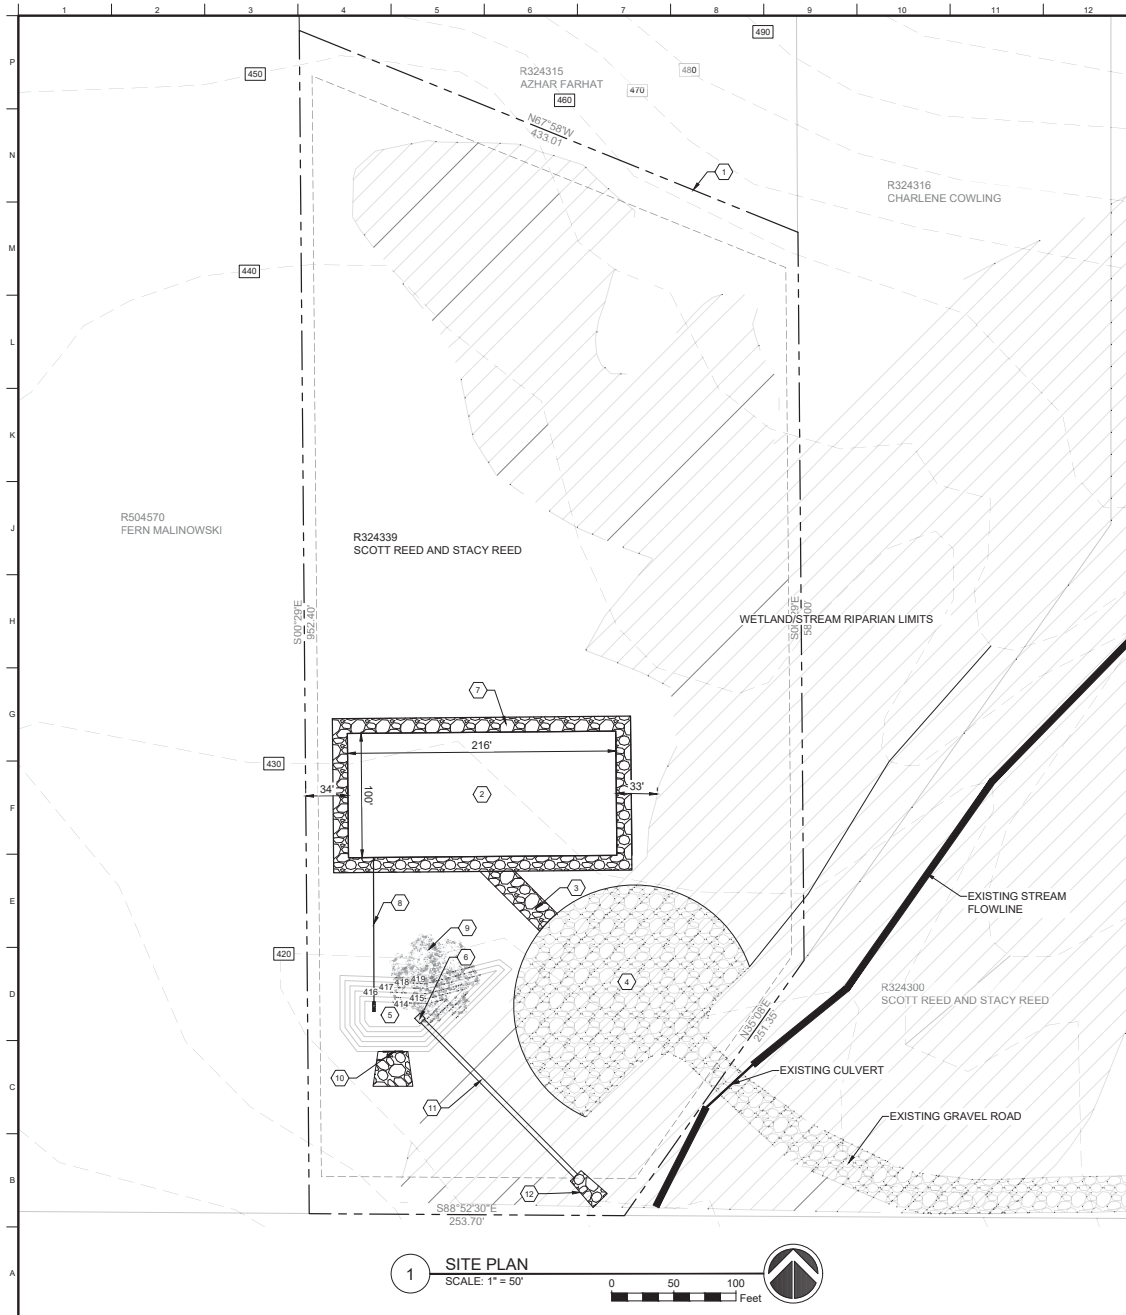 1 2 3 4 5 6 7 8 9 10 11 12
P
N
M
L
K
J
H
G
F
E
D
C
B
A
490
450
480
R324315
AZHAR FARHAT
470
460
N67°58'W
433.01
1
R324316
CHARLENE COWLING
440
R504570
FERN MALINOWSKI
R324339
SCOTT REED AND STACY REED
S00°29'E
952.40'
WETLAND/STREAM RIPARIAN LIMITS
7
216'
430
34'
100'
2
33'
3
8
EXISTING STREAM
FLOWLINE
9
420
6
419
418
417
416
415
414
4
5
R324300
SCOTT REED AND STACY REED
N35°08'E
251.35'
10
EXISTING CULVERT
11
EXISTING GRAVEL ROAD
12
S88°52'30"E
253.70'
1
SITE PLAN
SCALE: 1" = 50'
0 50 100
Feet